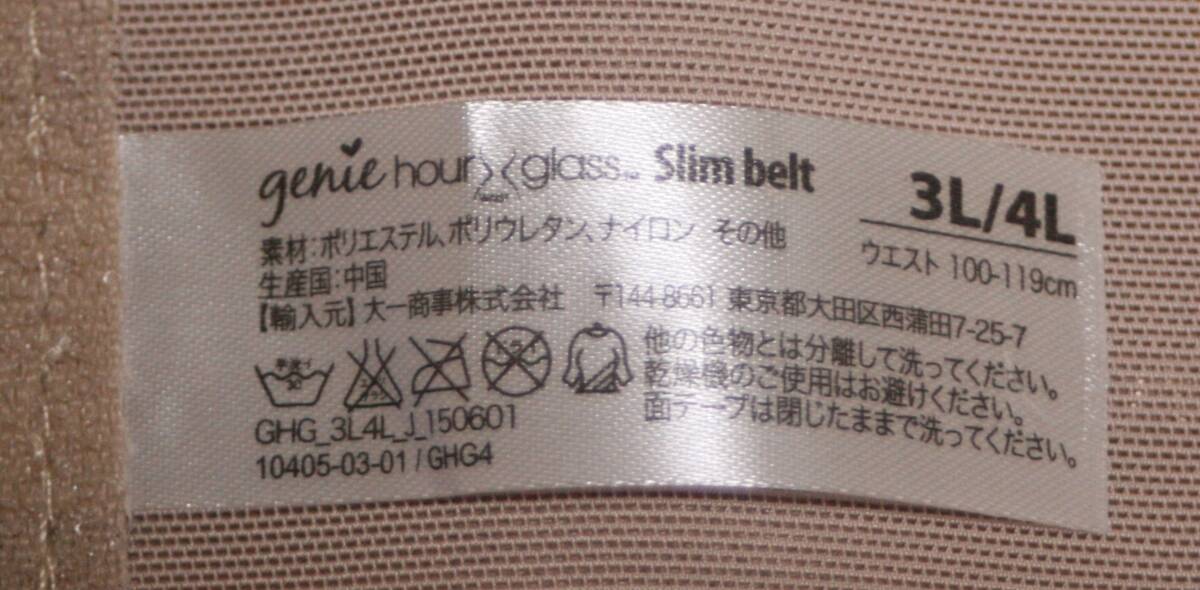 genie hourglass™ Slim belt
3L/4L
ウエスト 100-119cm
素材:ポリエステル、ポリウレタン、ナイロン その他
生産国:中国
【輸入元】大一商事株式会社 〒144-8661 東京都大田区西蒲田7-25-7
他の色物とは分離して洗ってください。
乾燥機のご使用はお避けください。
面テープは閉じたままで洗ってください。
GHG_3L4L_J_150601
10405-03-01 / GHG4